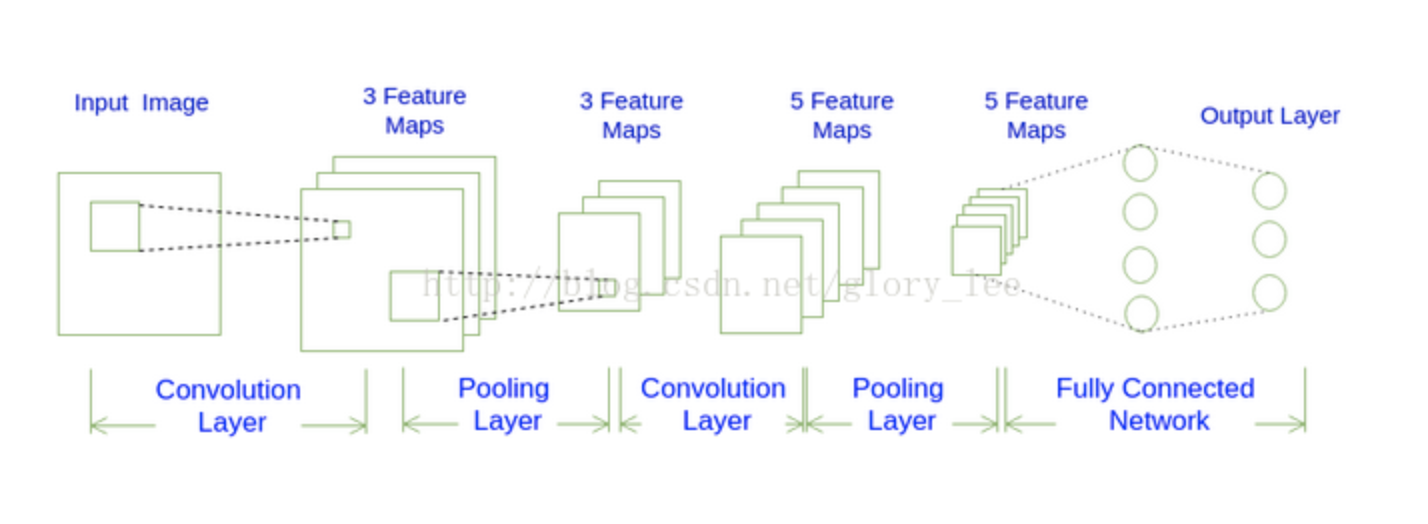 Input Image
3 Feature
Maps
3 Feature
Maps
5 Feature
Maps
5 Feature
Maps
Output Layer
http://blog.csdn.net/glory_lee
Convolution
Layer
Pooling
Layer
Convolution
Layer
Pooling
Layer
Fully Connected
Network